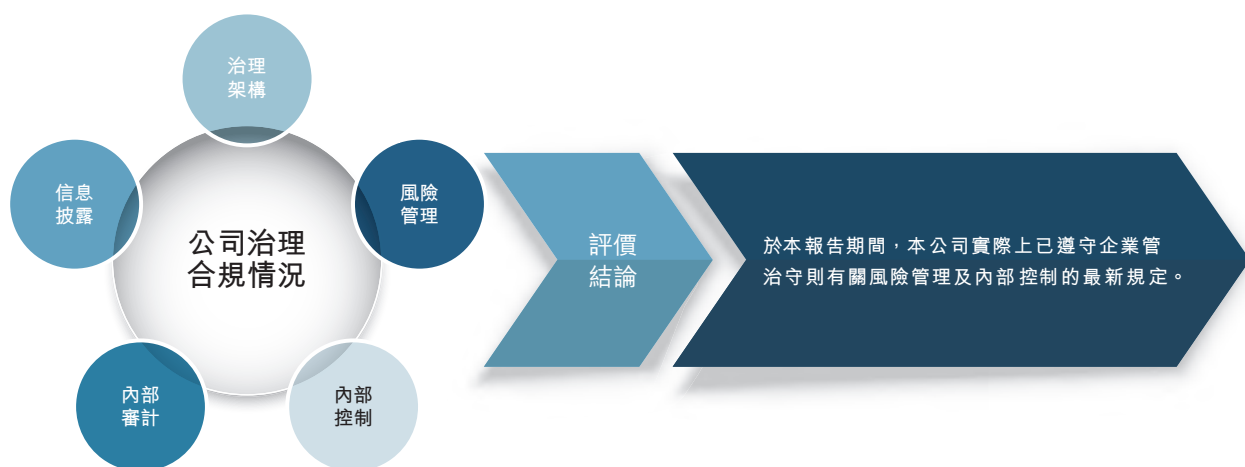 治理
架構
信息
披露
風險
管理
公司治理
合規情況
內部
審計
內部
控制
評價
結論
於本報告期間，本公司實際上已遵守企業管
治守則有關風險管理及內部控制的最新規定。